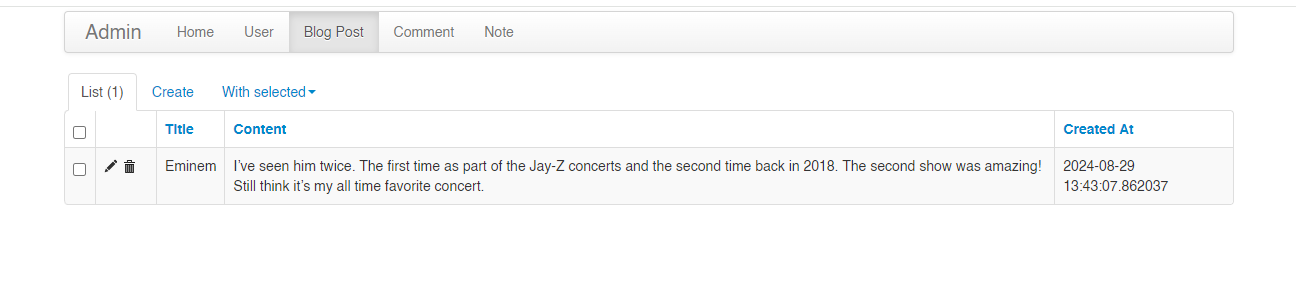 Admin Home User Blog Post Comment Note
List (1) Create With selected
Title Content Created At
Eminem I've seen him twice. The first time as part of the Jay-Z concerts and the second time back in 2018. The second show was amazing! 2024-08-29
Still think it's my all time favorite concert. 13:43:07.862037